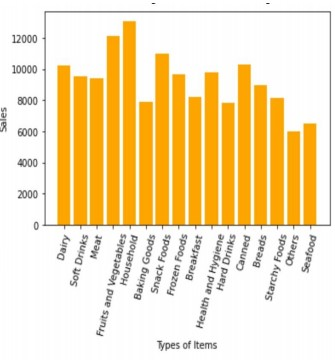 12000
10000
8000
6000
4000
2000
0
Sales
Dairy
Soft Drinks
Meat
Fruits and Vegetables
Household
Baking Goods
Snack Foods
Frozen Foods
Breakfast
Health and Hygiene
Hard Drinks
Canned
Breads
Starchy Foods
Others
Seafood
Types of Items